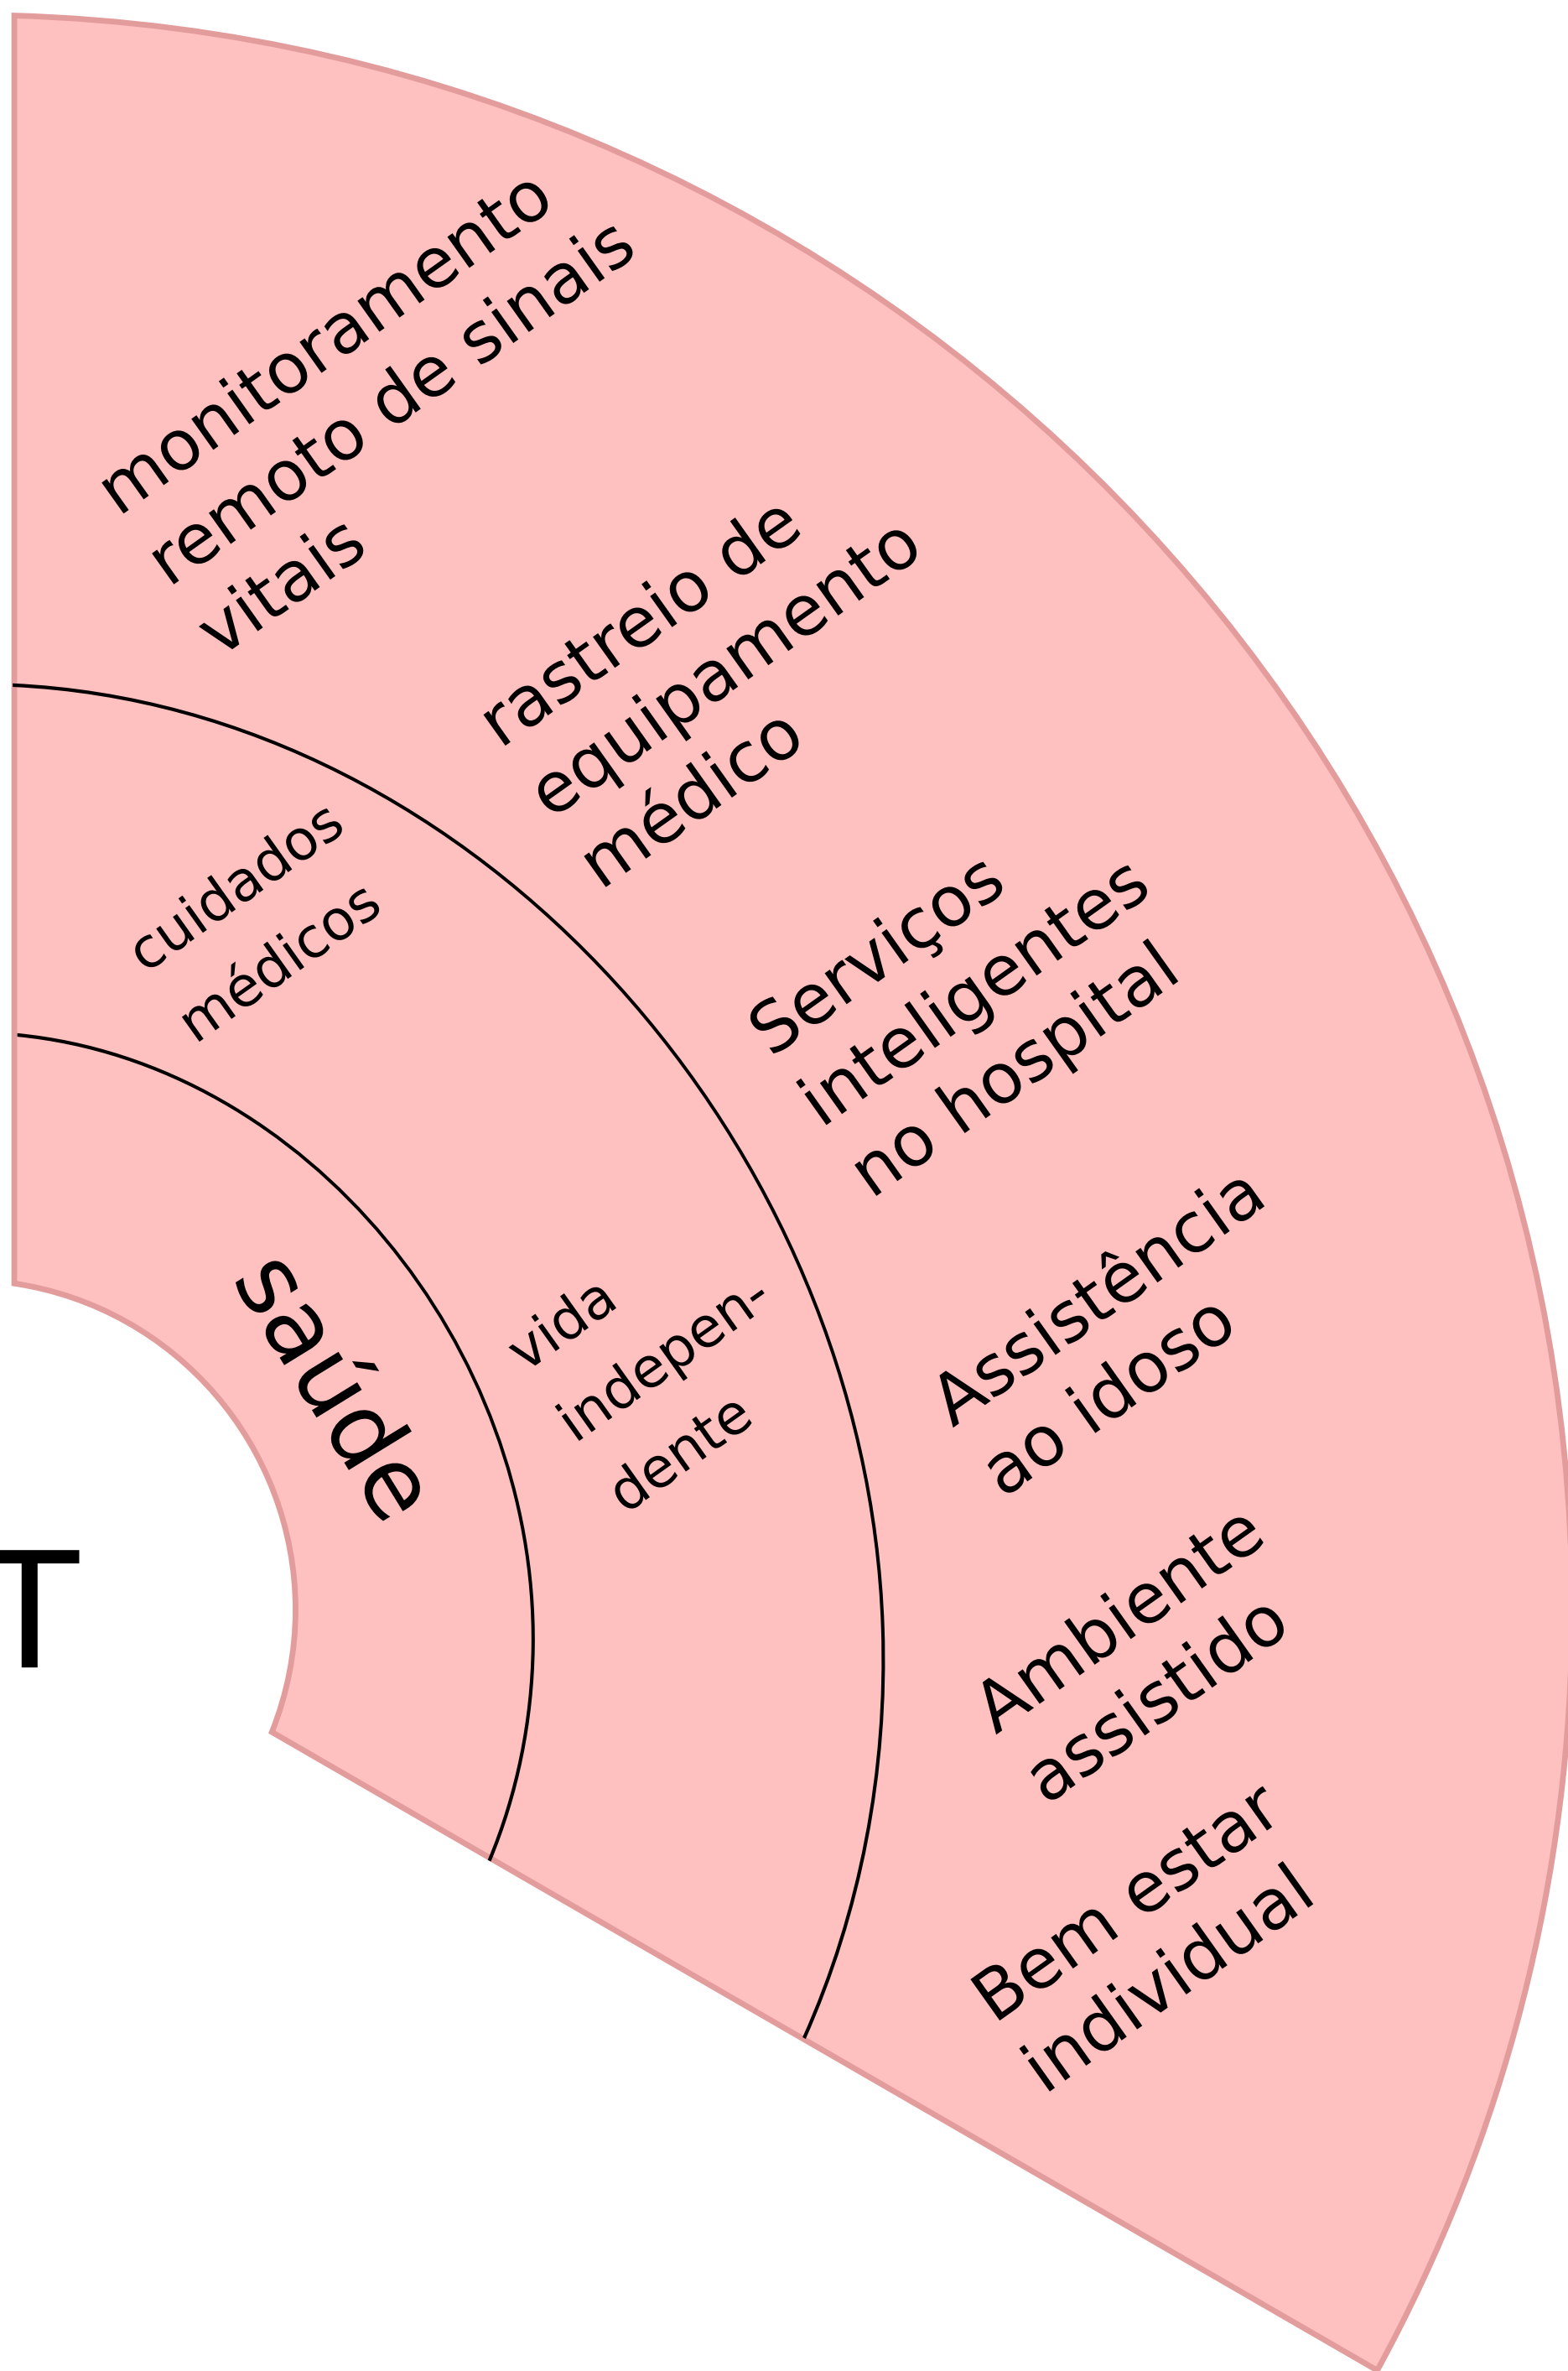 monitoramento
remoto de sinais
vitais
rastreio de
equipamento
médico
cuidados
médicos
Serviços
inteligentes
no hospital
saúde
vida
indepen-
dente
Assistência
ao idoso
T
Ambiente
assistido
Bem estar
individual